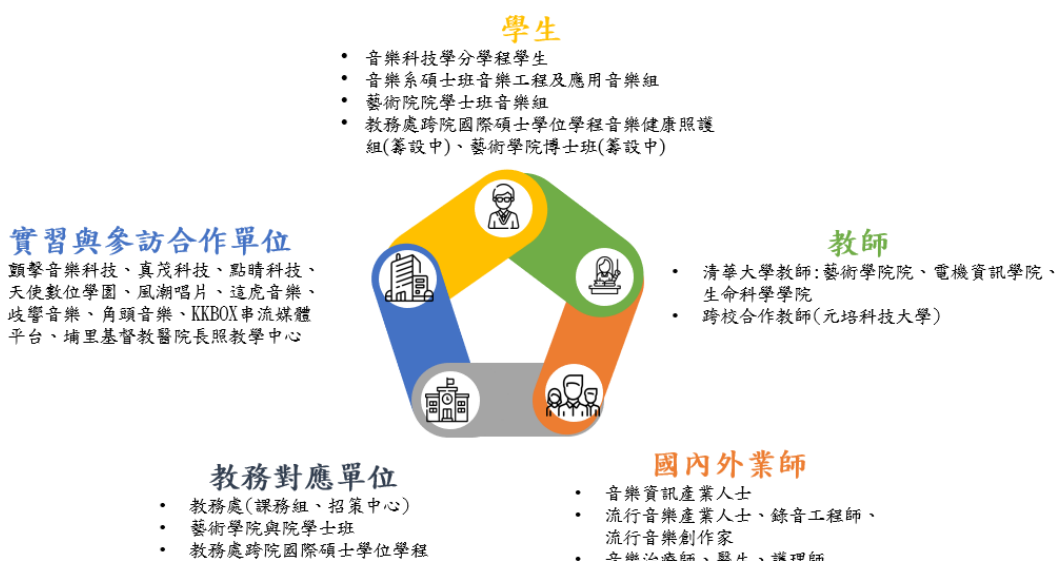 學生
• 音樂科技學分學程學生
• 音樂系碩士班音樂工程及應用音樂組
• 藝術院院學士班音樂組
• 教務處跨院國際碩士學位學程音樂健康照護
組(籌設中)、藝術學院博士班(籌設中)
實習與參訪合作單位
顫擎音樂科技、真茂科技、點睛科技、
天使數位學園、風潮唱片、這虎音樂、
歧響音樂、角頭音樂、KKBOX串流媒體
平台、埔里基督教醫院長照教學中心
教師
• 清華大學教師:藝術學院院、電機資訊學院、
生命科學學院
• 跨校合作教師(元培科技大學)
教務對應單位
• 教務處(課務組、招策中心)
• 藝術學院與院學士班
• 教務處跨院國際碩士學位學程
國內外業師
• 音樂資訊產業人士
• 流行音樂產業人士、錄音工程師、
流行音樂創作家
• 音樂治療師、醫生、護理師